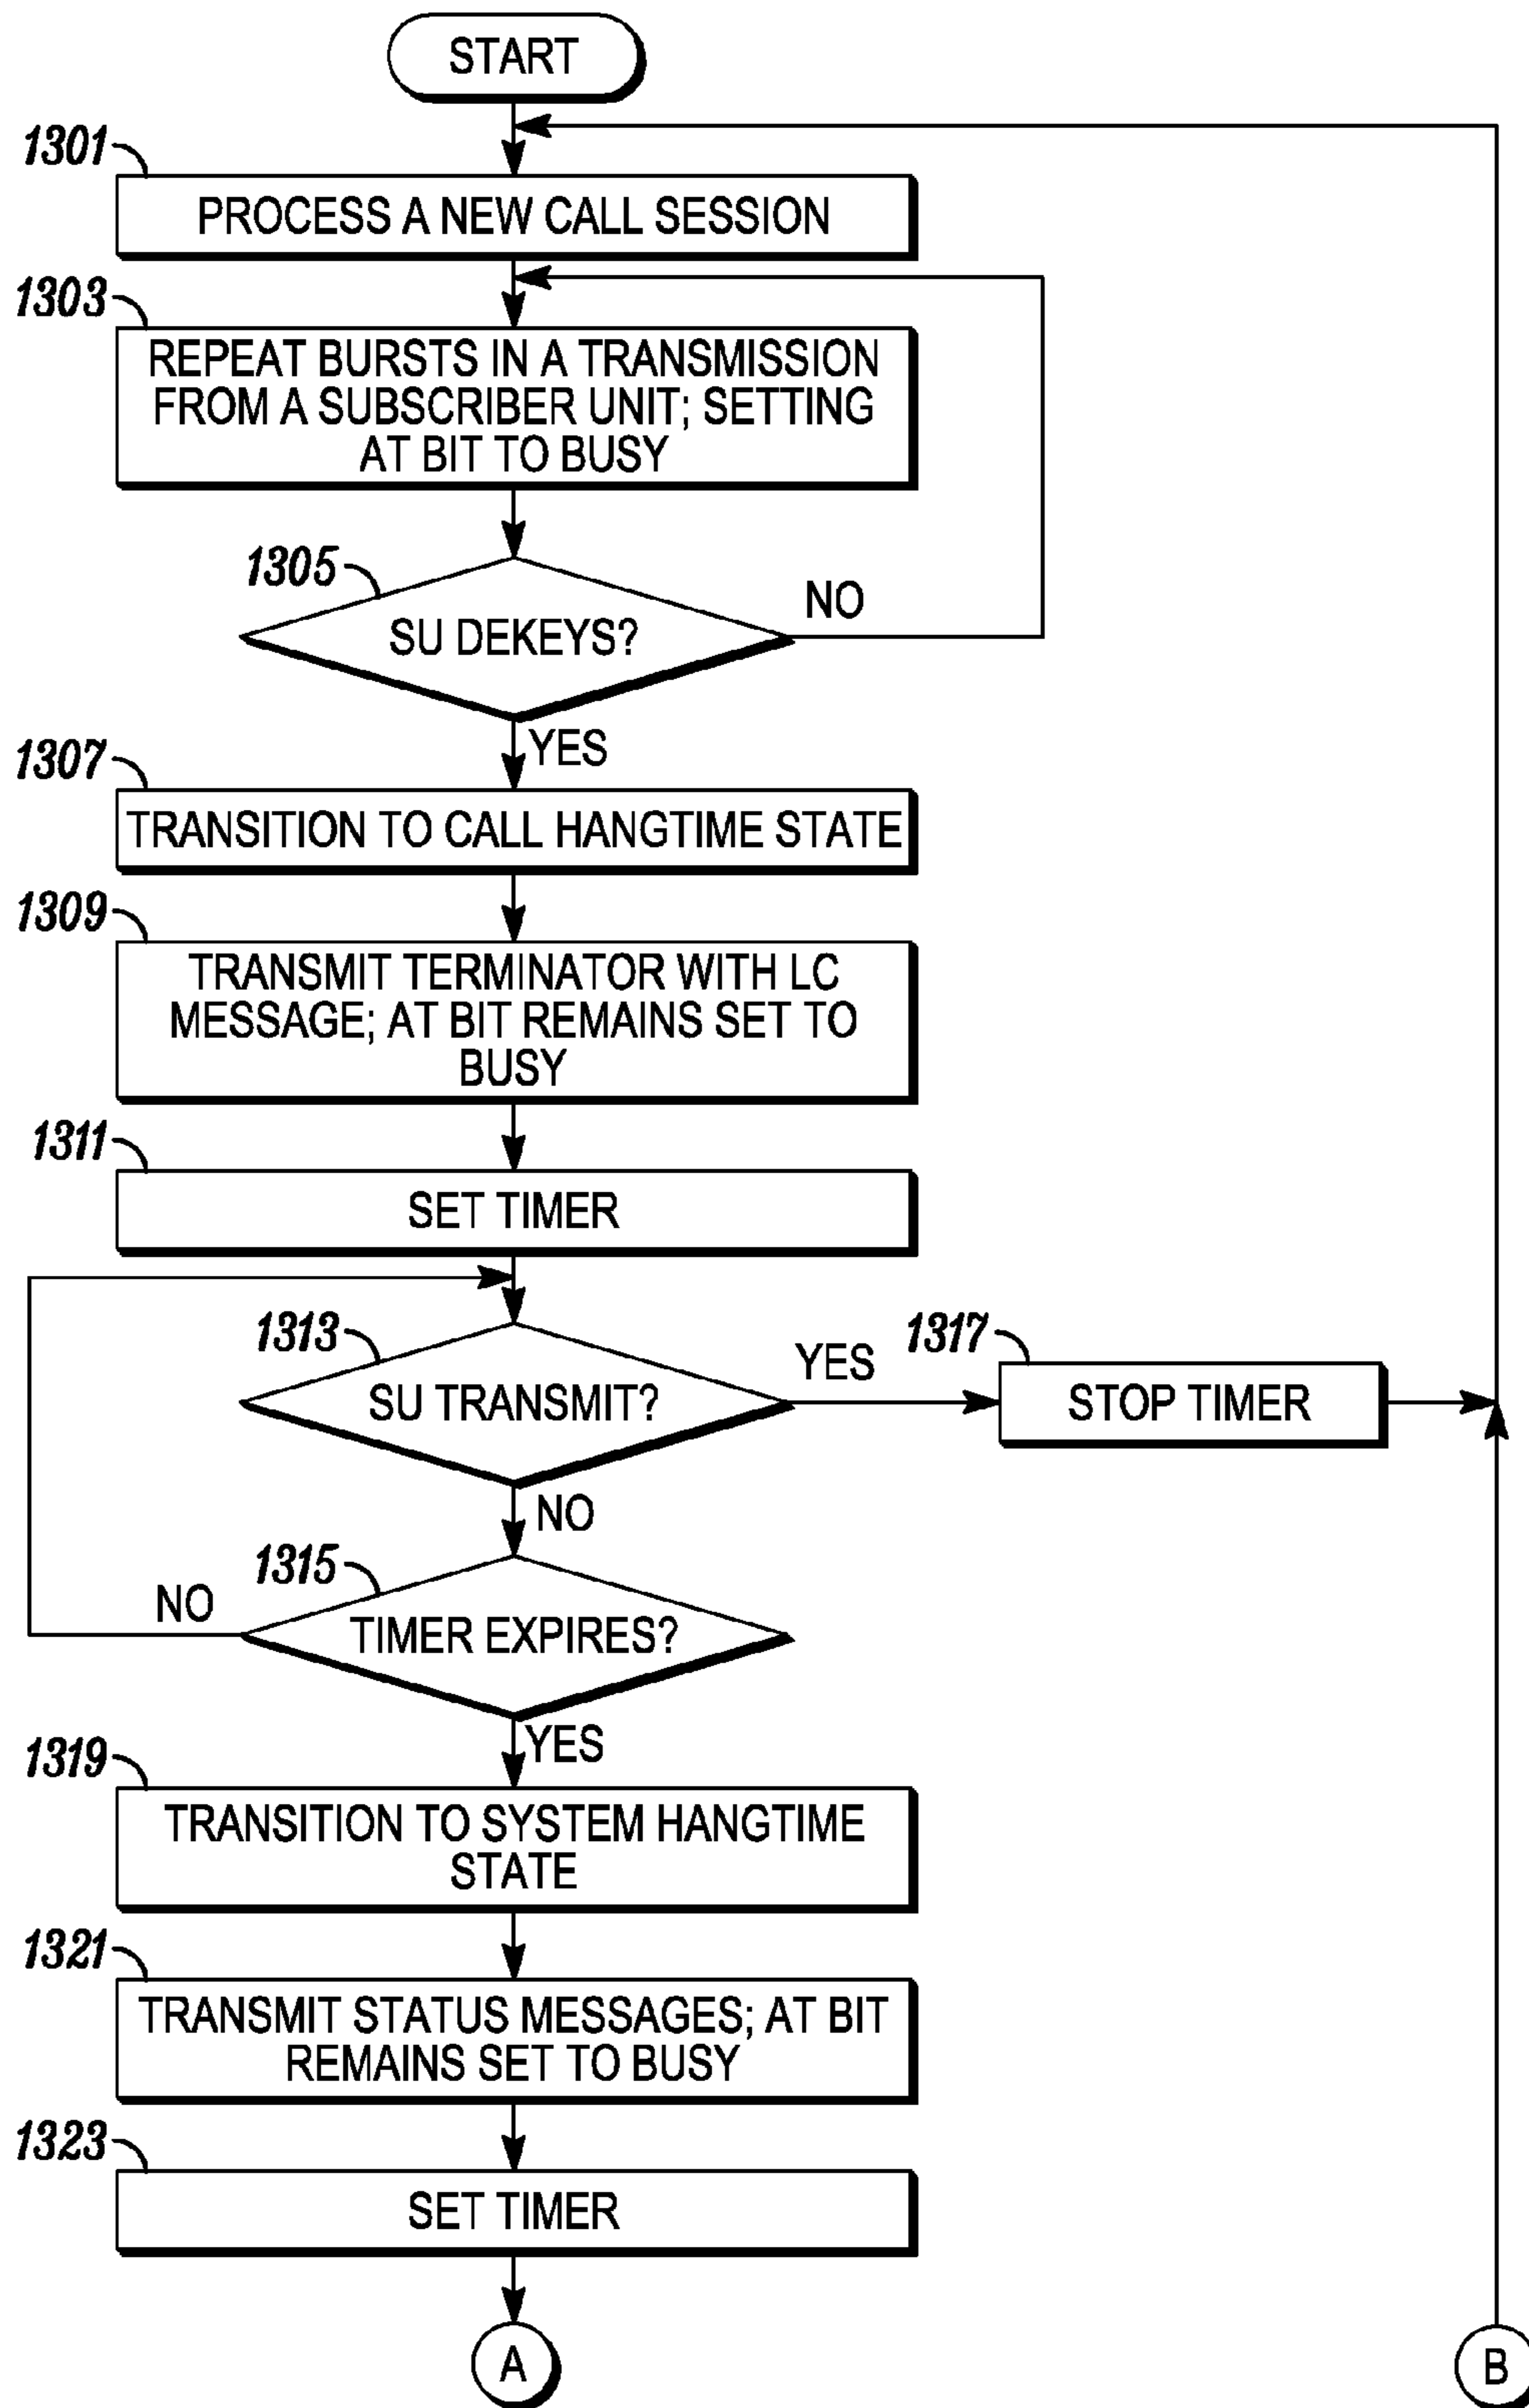 START
1301
PROCESS A NEW CALL SESSION
1303
REPEAT BURSTS IN A TRANSMISSION
FROM A SUBSCRIBER UNIT; SETTING
AT BIT TO BUSY
1305
SU DEKEYS?
NO
YES
1307
TRANSITION TO CALL HANGTIME STATE
1309
TRANSMIT TERMINATOR WITH LC
MESSAGE; AT BIT REMAINS SET TO
BUSY
1311
SET TIMER
1313
SU TRANSMIT?
YES
1317
STOP TIMER
NO
1315
TIMER EXPIRES?
NO
YES
1319
TRANSITION TO SYSTEM HANGTIME
STATE
1321
TRANSMIT STATUS MESSAGES; AT BIT
REMAINS SET TO BUSY
1323
SET TIMER
A
B